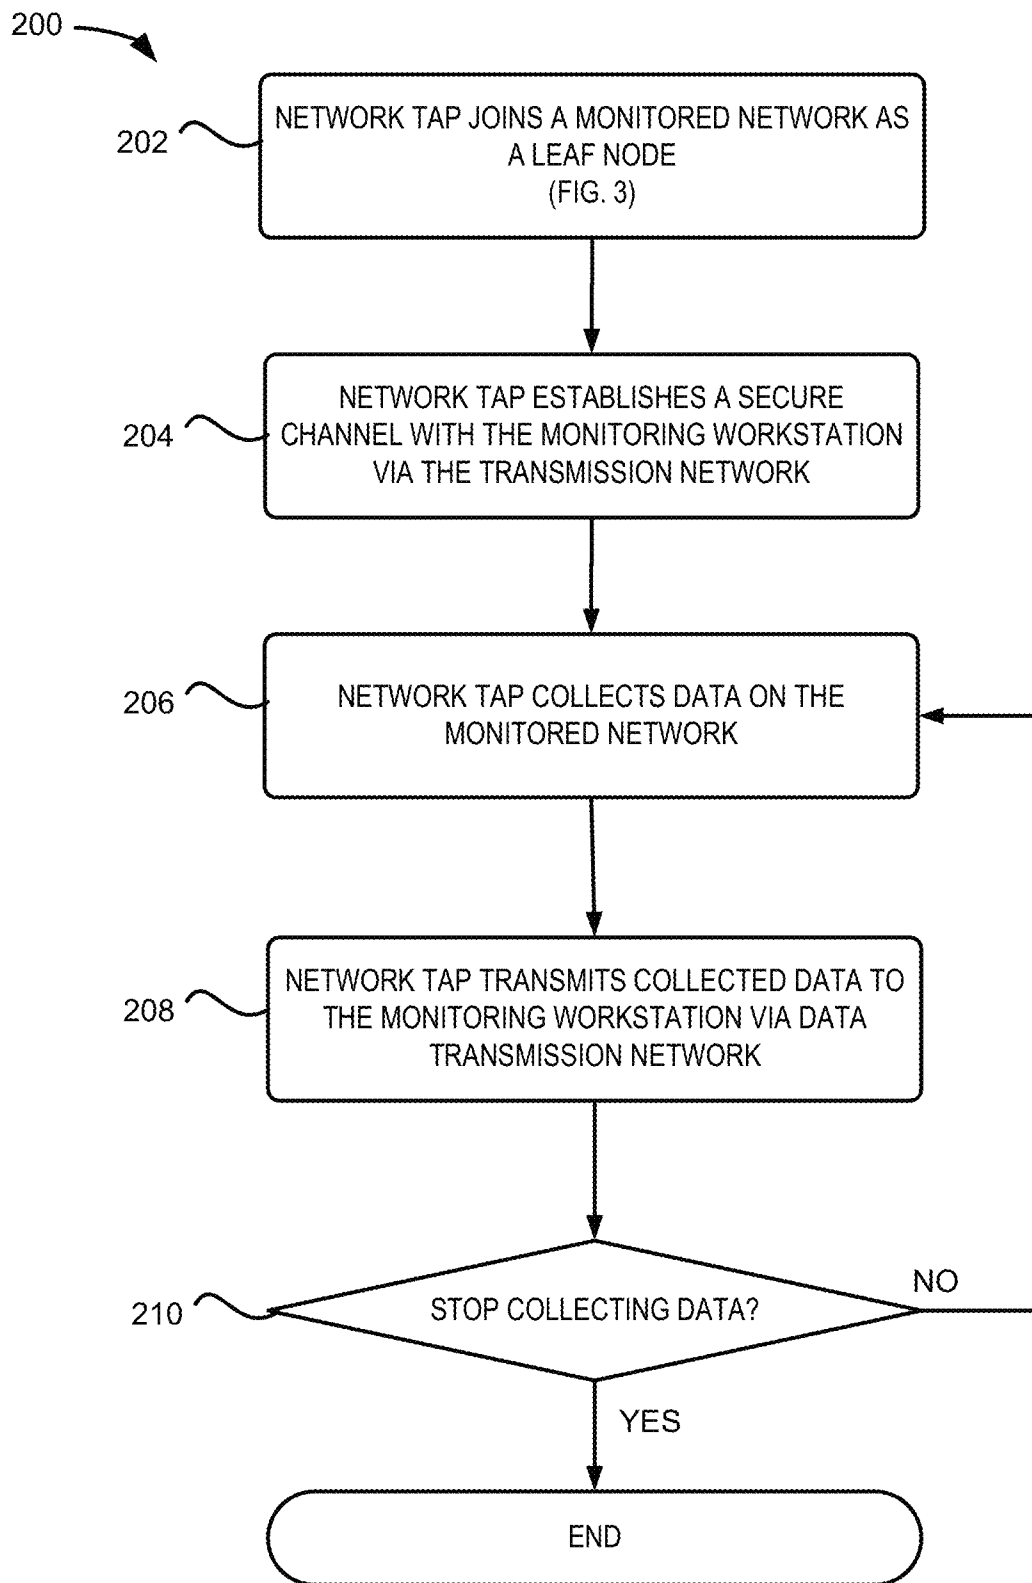 200
202
NETWORK TAP JOINS A MONITORED NETWORK AS
A LEAF NODE
(FIG. 3)
204
NETWORK TAP ESTABLISHES A SECURE
CHANNEL WITH THE MONITORING WORKSTATION
VIA THE TRANSMISSION NETWORK
206
NETWORK TAP COLLECTS DATA ON THE
MONITORED NETWORK
208
NETWORK TAP TRANSMITS COLLECTED DATA TO
THE MONITORING WORKSTATION VIA DATA
TRANSMISSION NETWORK
210
STOP COLLECTING DATA?
NO
YES
END